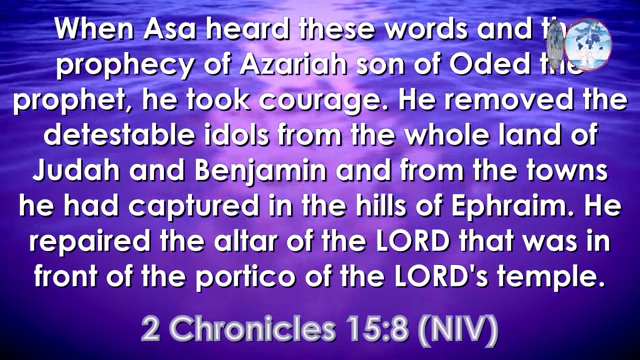 When Asa heard these words and the
prophecy of Azariah son of Oded the
prophet, he took courage. He removed the
detestable idols from the whole land of
Judah and Benjamin and from the towns
he had captured in the hills of Ephraim. He
repaired the altar of the LORD that was in
front of the portico of the LORD's temple.
2 Chronicles 15:8 (NIV)